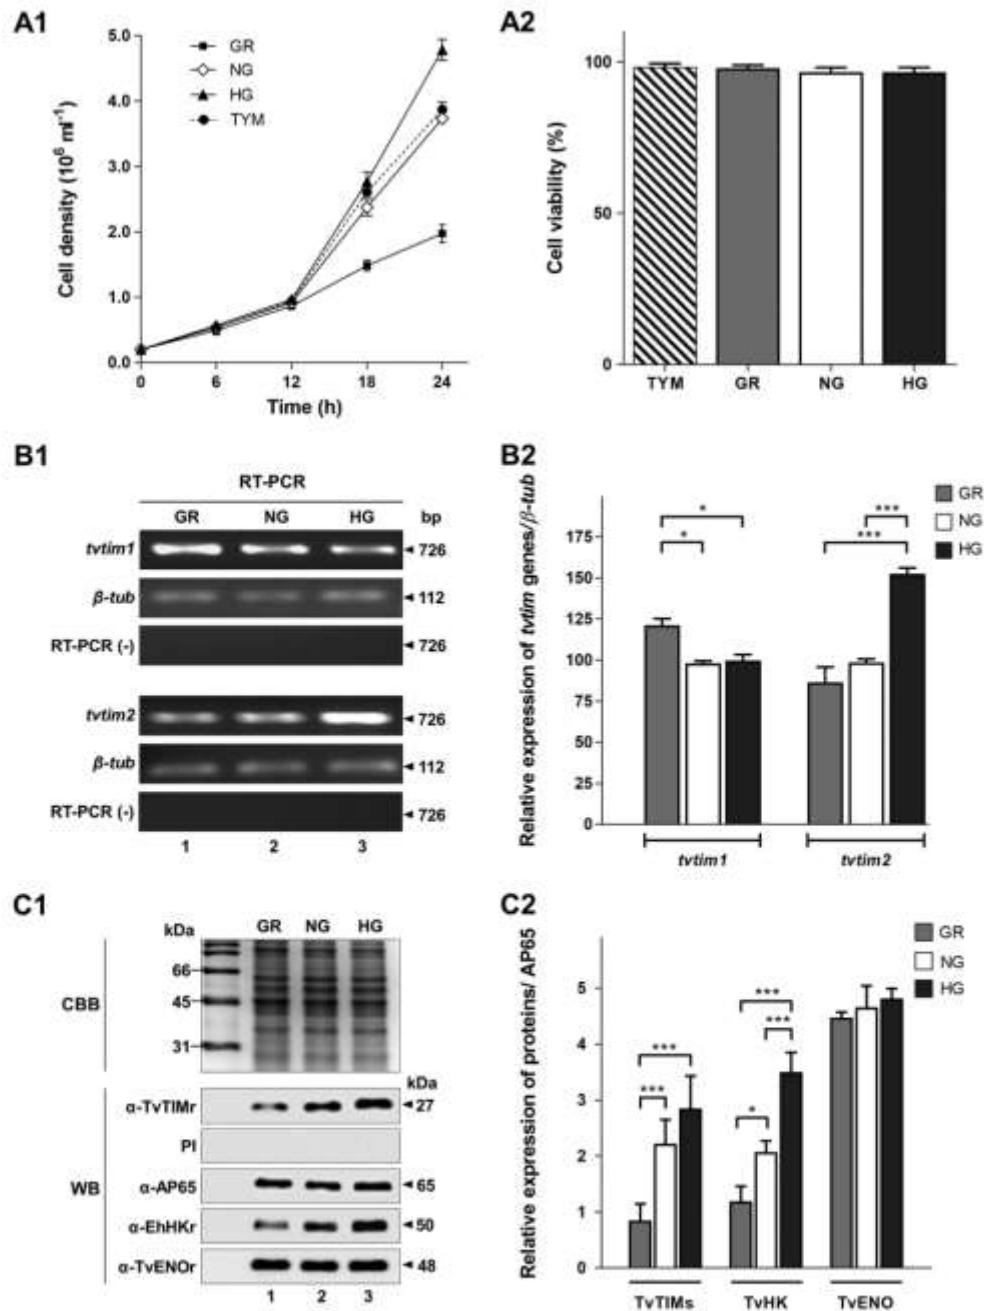 A1
5.0
4.0
3.0
2.0
1.0
0.0
Cell density (10⁶ ml⁻¹)
GR
NG
HG
TYM
0 6 12 18 24
Time (h)
A2
100
50
0
Cell viability (%)
TYM GR NG HG
B1
RT-PCR
GR NG HG bp
tvtim1 726
β-tub 112
RT-PCR (-) 726
tvtim2 726
β-tub 112
RT-PCR (-) 726
1 2 3
B2
Relative expression of tvtim genes/β-tub
175
150
125
100
75
50
25
0
* *
*** ***
GR
NG
HG
tvtim1 tvtim2
C1
kDa GR NG HG
CBB
66
45
31
kDa
WB
α-TvTIMr 27
PI
α-AP65 65
α-EhHKr 50
α-TvENOr 48
1 2 3
C2
Relative expression of proteins/ AP65
5
4
3
2
1
0
*** ***
*** *** *
GR
NG
HG
TvTIMs TvHK TvENO